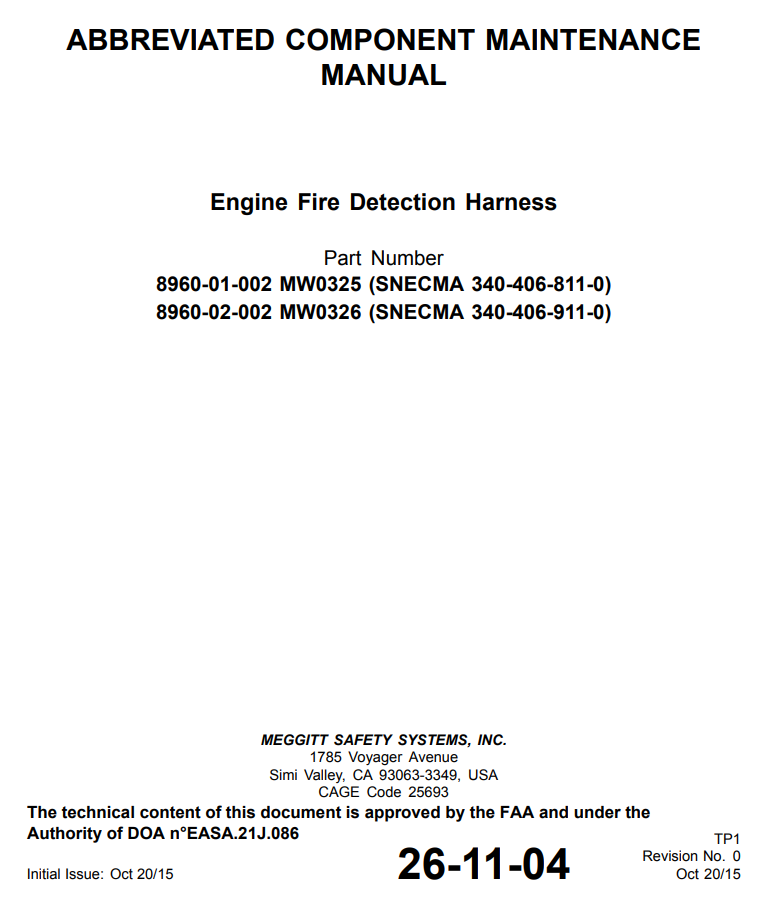 ABBREVIATED COMPONENT MAINTENANCE
MANUAL
Engine Fire Detection Harness
Part Number
8960-01-002 MW0325 (SNECMA 340-406-811-0)
8960-02-002 MW0326 (SNECMA 340-406-911-0)
MEGGITT SAFETY SYSTEMS, INC.
1785 Voyager Avenue
Simi Valley, CA 93063-3349, USA
CAGE Code 25693
The technical content of this document is approved by the FAA and under the
Authority of DOA n°EASA.21J.086
TP1
Revision No. 0
Initial Issue: Oct 20/15
26-11-04
Oct 20/15